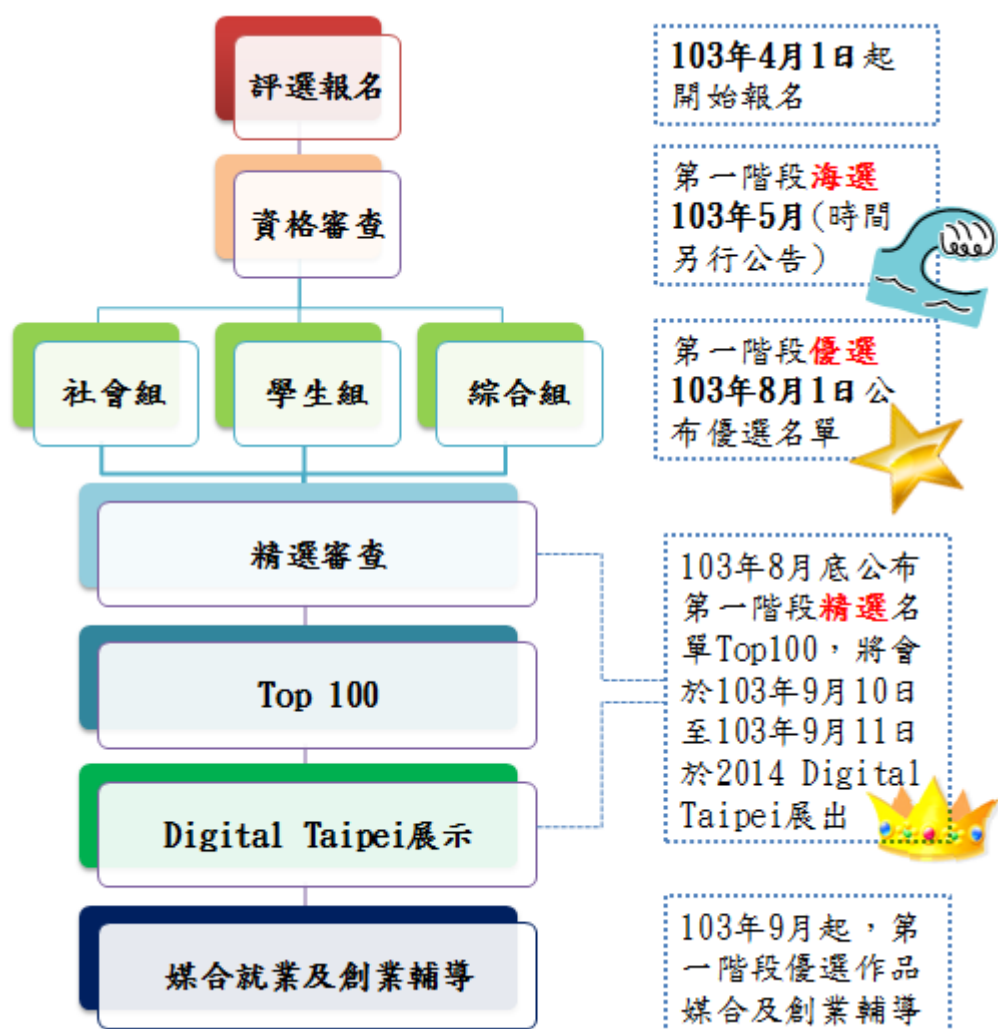 評選報名
103年4月1日起
開始報名
資格審查
第一階段海選
103年5月(時間
另行公告)
社會組
學生組
綜合組
第一階段優選
103年8月1日公
布優選名單
精選審查
Top 100
Digital Taipei展示
103年8月底公布
第一階段精選名
單Top100，將會
於103年9月10日
至103年9月11日
於2014 Digital
Taipei展出
媒合就業及創業輔導
103年9月起，第
一階段優選作品
媒合及創業輔導